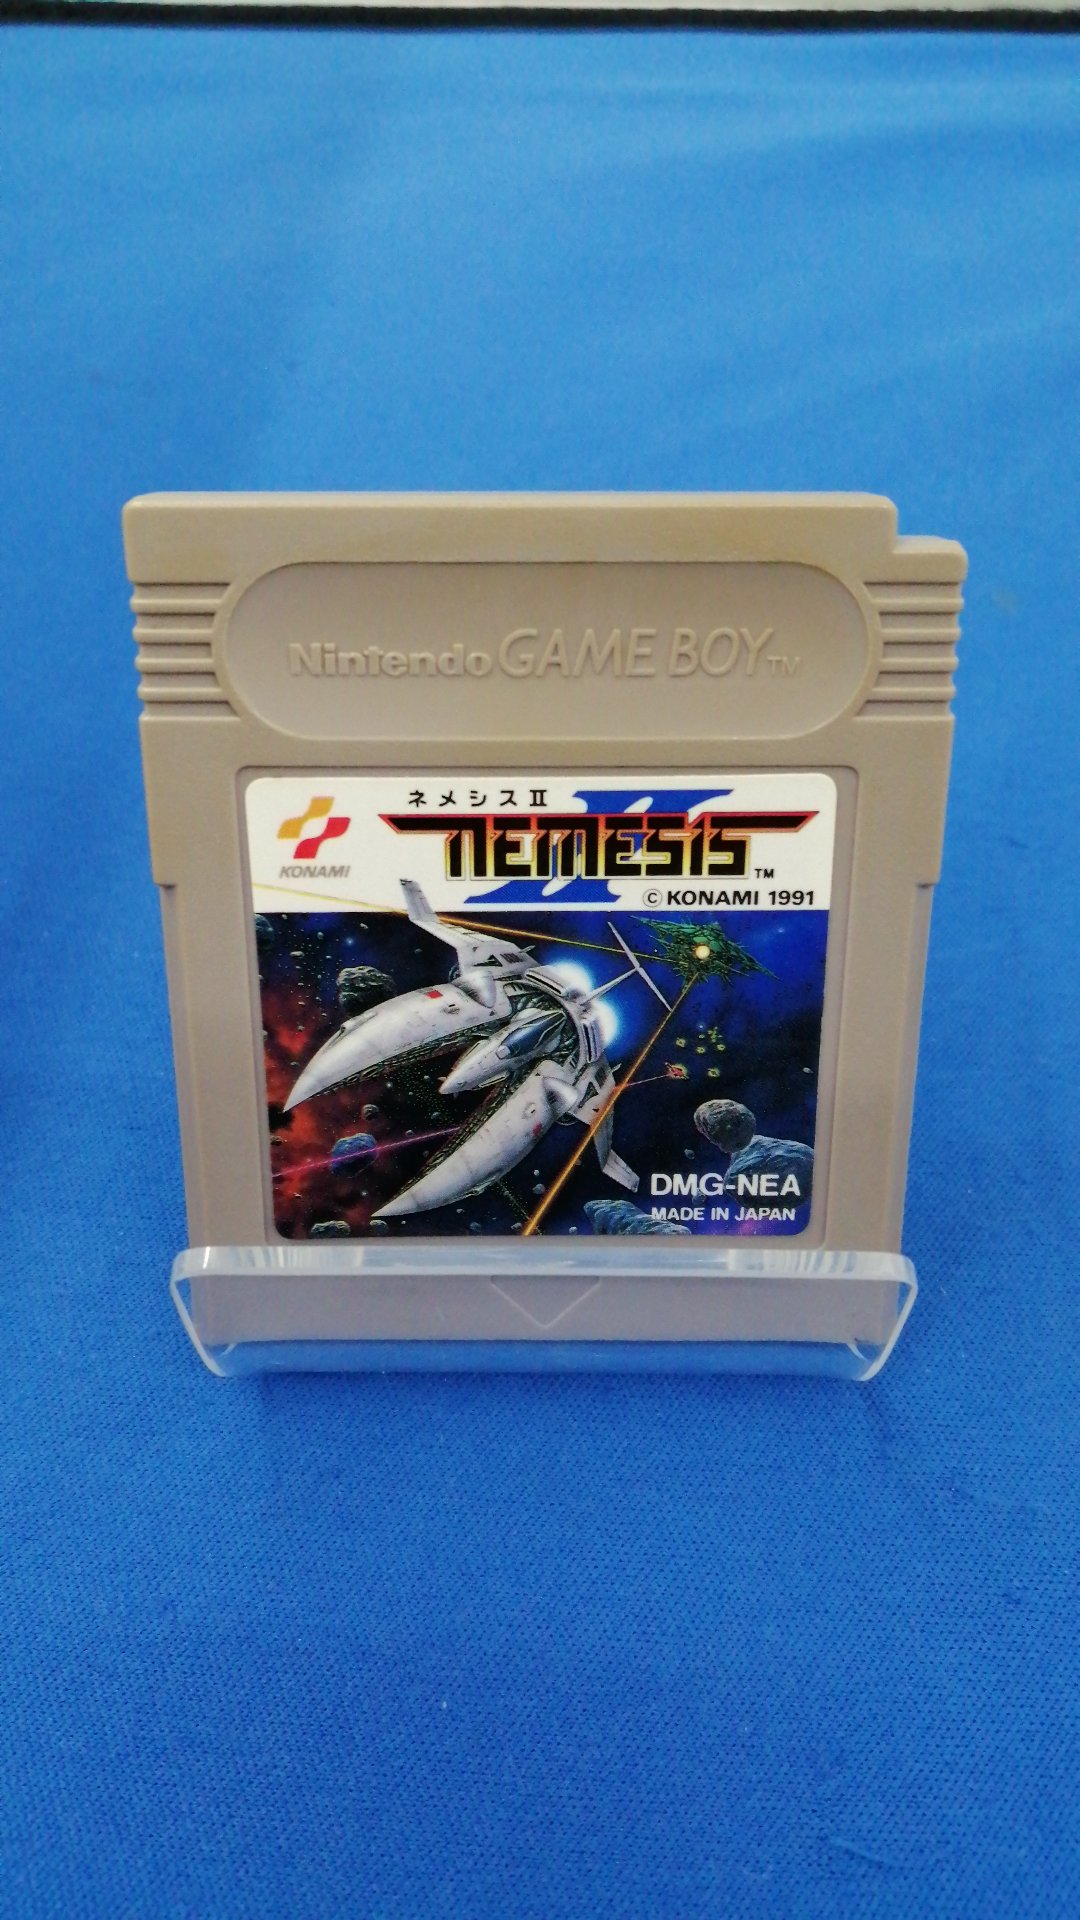 Nintendo GAME BOY TM
ネメシスII
NEMESIS II TM
KONAMI
© KONAMI 1991
DMG-NEA
MADE IN JAPAN